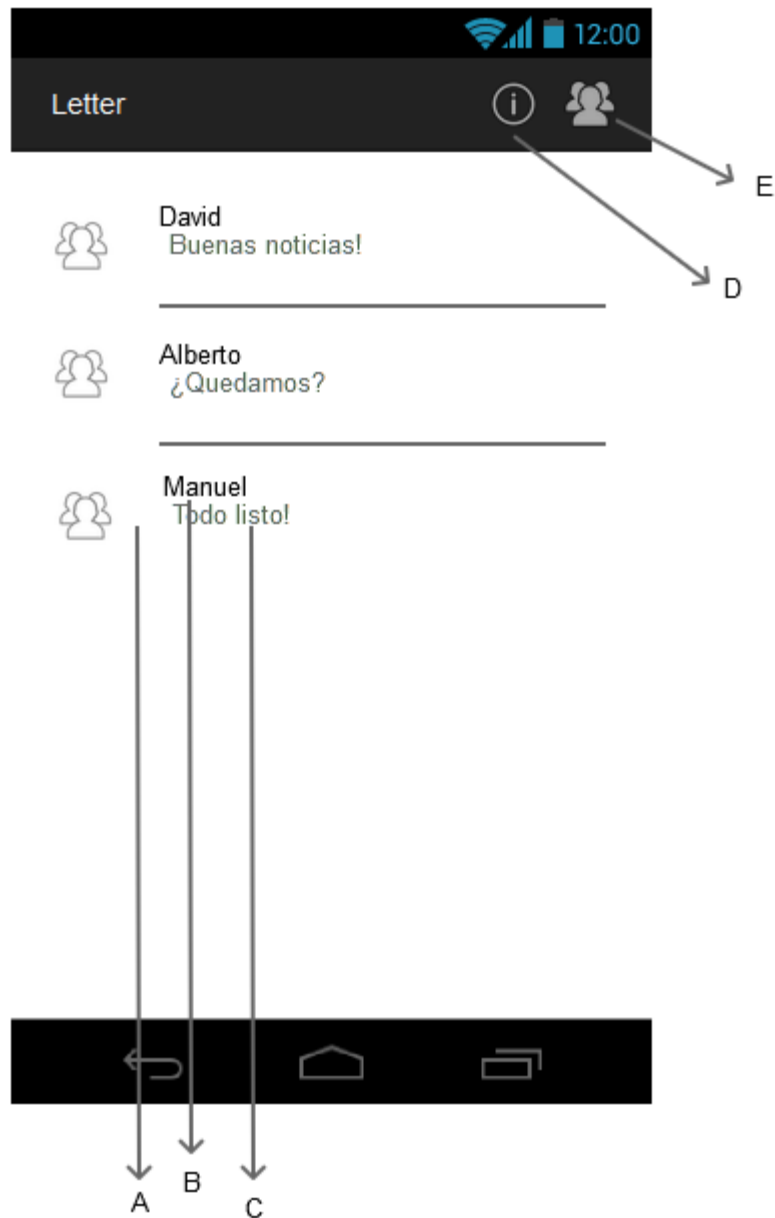 12:00
Letter
E
David
Buenas noticias!
D
Alberto
¿Quedamos?
Manuel
Todo listo!
A
B
C